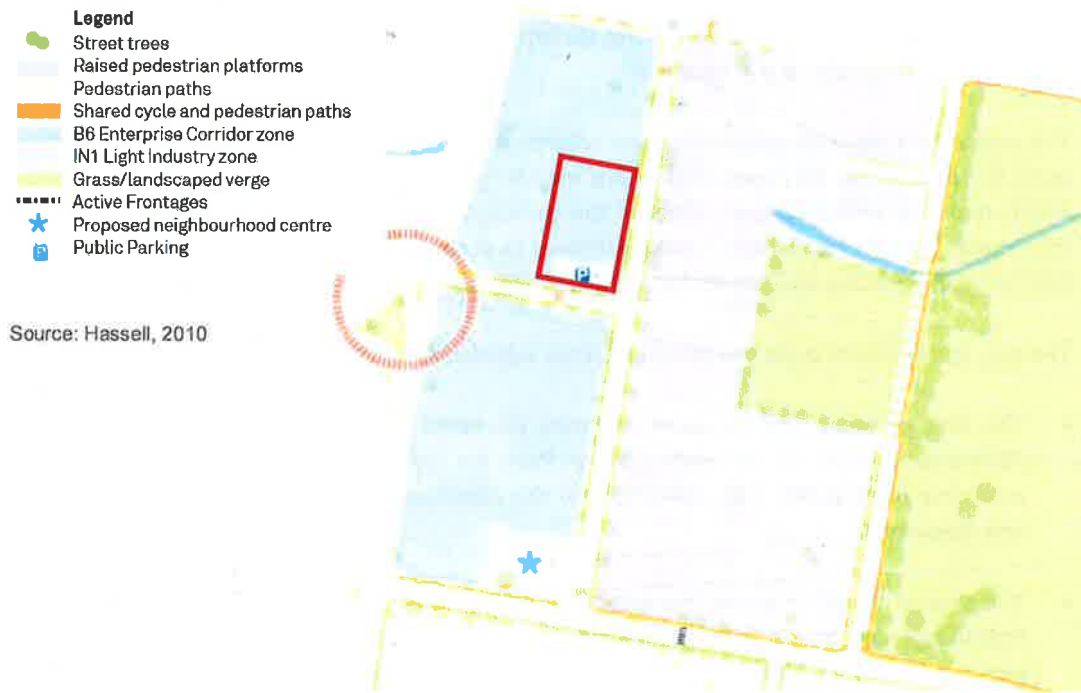 Legend
Street trees
Raised pedestrian platforms
Pedestrian paths
Shared cycle and pedestrian paths
B6 Enterprise Corridor zone
IN1 Light Industry zone
Grass/landscaped verge
Active Frontages
Proposed neighbourhood centre
P Public Parking
Source: Hassell, 2010
P